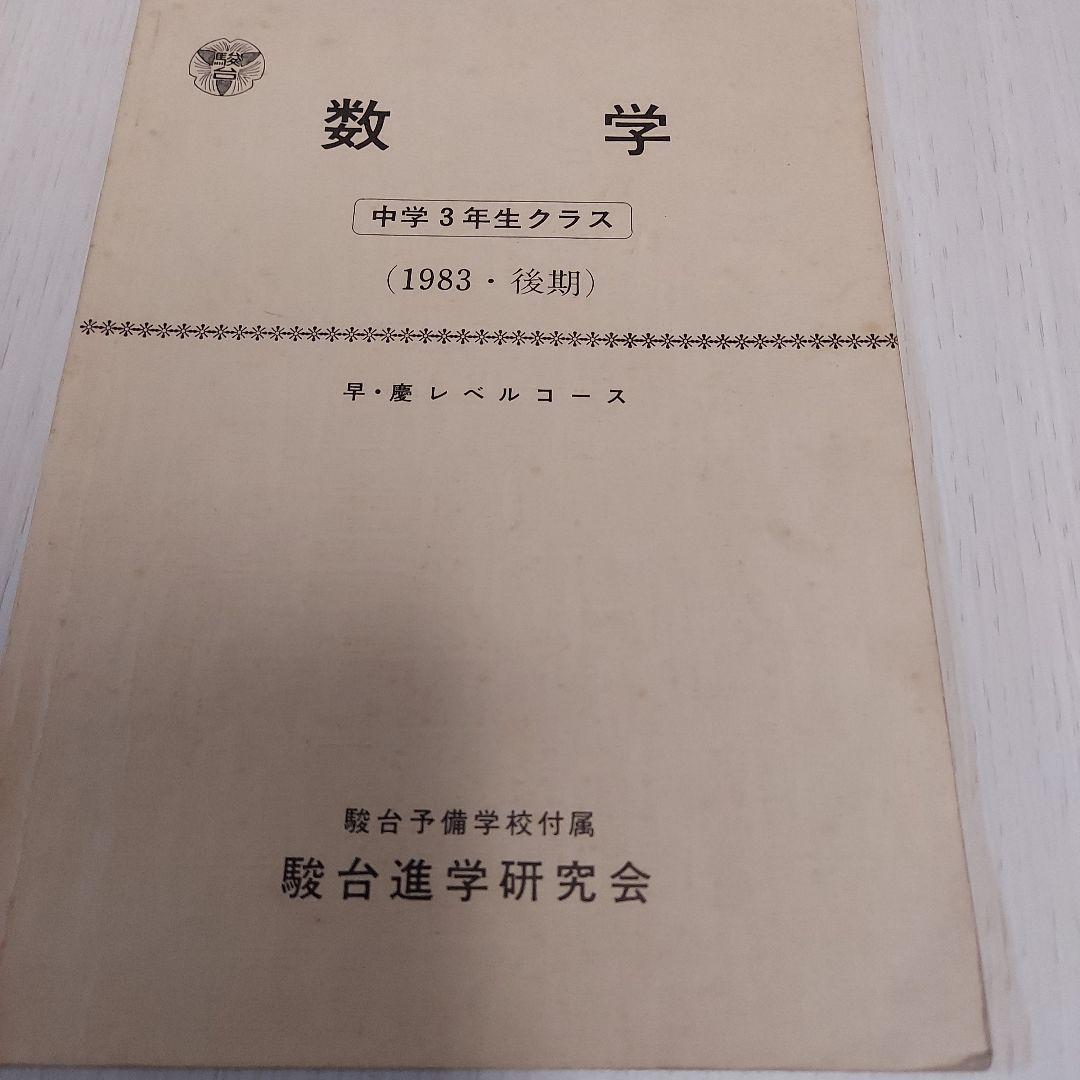 駿台
数学
中学3年生クラス
(1983・後期)
早・慶レベルコース
駿台予備学校付属
駿台進学研究会